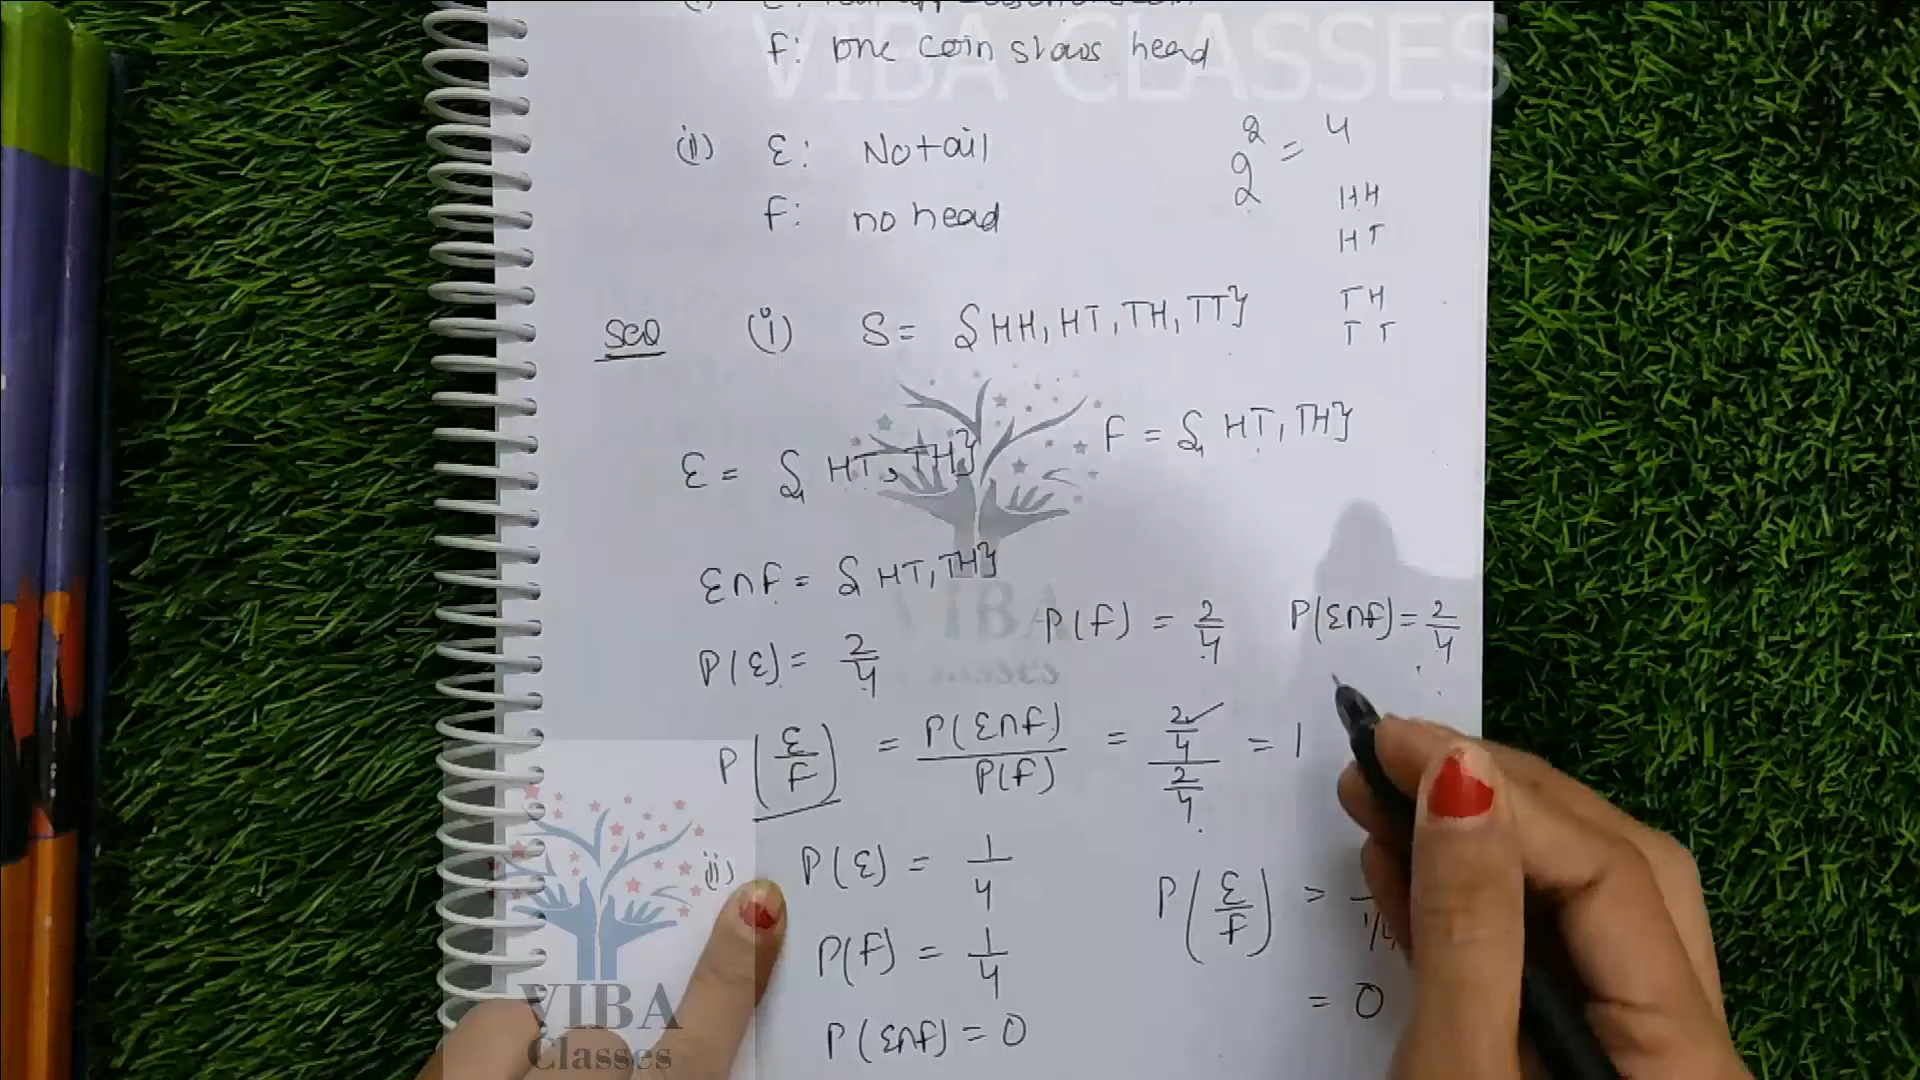 F: one coin shows head
VIBA CLASSES
(ii) E: No tail
F: no head
2² = 4
HH
HT
TH
TT
Sol (i) S = {HH, HT, TH, TT}
E = {HT, TH} F = {HT, TH}
E∩F = {HT, TH}
P(E) = 2/4 P(F) = 2/4 P(E∩F) = 2/4
P(E/F) = P(E∩F)/P(F) = (2/4)/(2/4) = 1
(ii) P(E) = 1/4 P(E/F) =
P(F) = 1/4
= 0
P(E∩F) = 0
VIBA
Classes